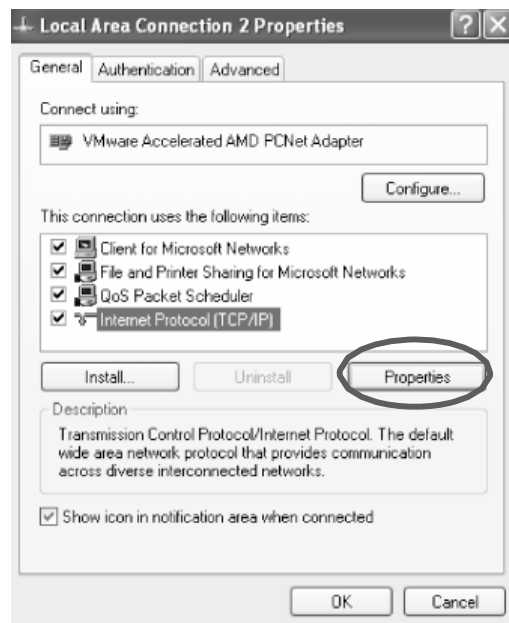 Local Area Connection 2 Properties
General Authentication Advanced
Connect using:
VMware Accelerated AMD PCNet Adapter
Configure...
This connection uses the following items:
Client for Microsoft Networks
File and Printer Sharing for Microsoft Networks
QoS Packet Scheduler
Internet Protocol (TCP/IP)
Install... Uninstall Properties
Description
Transmission Control Protocol/Internet Protocol. The default
wide area network protocol that provides communication
across diverse interconnected networks.
Show icon in notification area when connected
OK Cancel